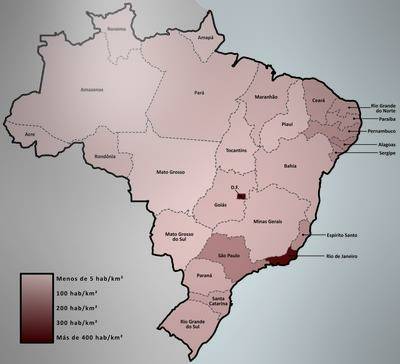 Roraima
Amapá
Amazonas
Pará
Maranhão
Ceará
Rio Grande
do Norte
Paraíba
Piauí
Pernambuco
Acre
Alagoas
Rondônia
Tocantins
Sergipe
Mato Grosso
Bahia
D.F.
Goiás
Minas Gerais
Mato Grosso
do Sul
Espírito Santo
São Paulo
Rio de Janeiro
Paraná
Santa
Catarina
Rio Grande
do Sul
Menos de 5 hab/km²
100 hab/km²
200 hab/km²
300 hab/km²
Más de 400 hab/km²